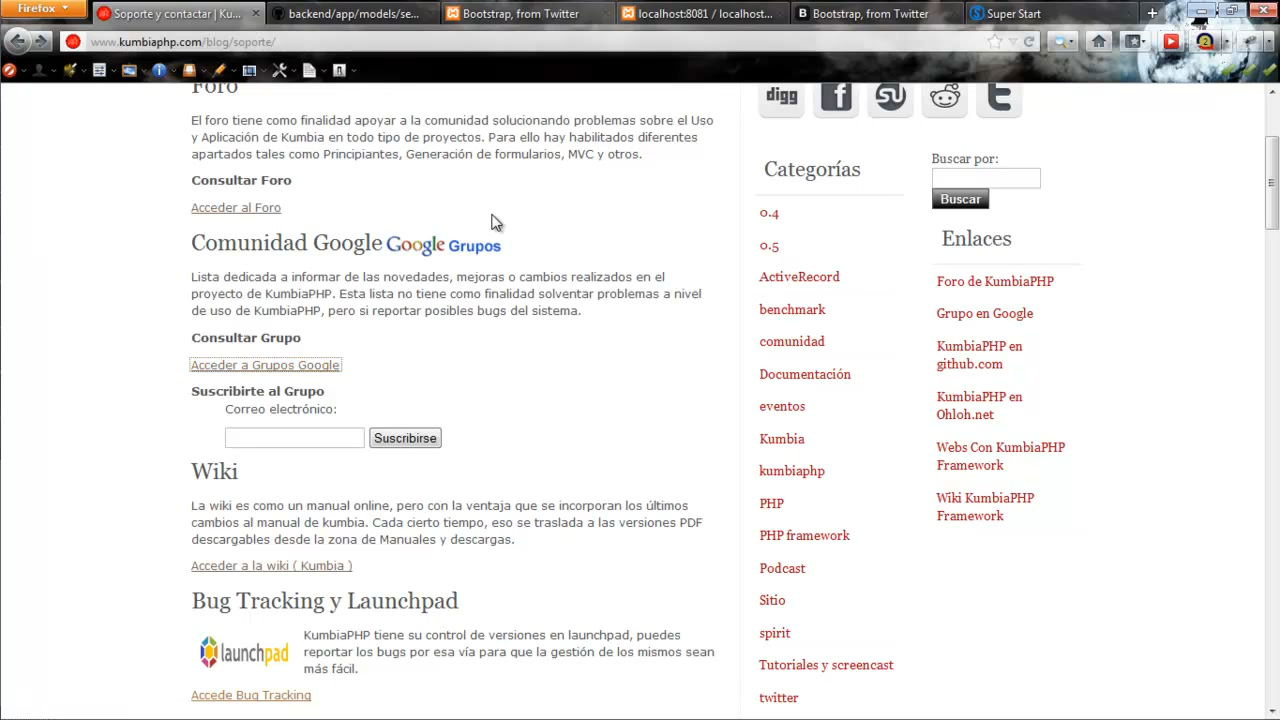 Firefox
Soporte y contactar | Ku...
backend/app/models/se...
Bootstrap, from Twitter
localhost:8081 / localhost...
Bootstrap, from Twitter
Super Start
www.kumbiaphp.com/blog/soporte/
Foro
El foro tiene como finalidad apoyar a la comunidad solucionando problemas sobre el Uso
y Aplicación de Kumbia en todo tipo de proyectos. Para ello hay habilitados diferentes
apartados tales como Principiantes, Generación de formularios, MVC y otros.
Consultar Foro
Acceder al Foro
Comunidad Google Google Grupos
Lista dedicada a informar de las novedades, mejoras o cambios realizados en el
proyecto de KumbiaPHP. Esta lista no tiene como finalidad solventar problemas a nivel
de uso de KumbiaPHP, pero si reportar posibles bugs del sistema.
Consultar Grupo
Acceder a Grupos Google
Suscribirte al Grupo
Correo electrónico:
Suscribirse
Wiki
La wiki es como un manual online, pero con la ventaja que se incorporan los últimos
cambios al manual de kumbia. Cada cierto tiempo, eso se traslada a las versiones PDF
descargables desde la zona de Manuales y descargas.
Acceder a la wiki ( Kumbia )
Bug Tracking y Launchpad
launchpad
KumbiaPHP tiene su control de versiones en launchpad, puedes
reportar los bugs por esa vía para que la gestión de los mismos sean
más fácil.
Accede Bug Tracking
digg
Categorías
0.4
0.5
ActiveRecord
benchmark
comunidad
Documentación
eventos
Kumbia
kumbiaphp
PHP
PHP framework
Podcast
Sitio
spirit
Tutoriales y screencast
twitter
Buscar por:
Buscar
Enlaces
Foro de KumbiaPHP
Grupo en Google
KumbiaPHP en
github.com
KumbiaPHP en
Ohloh.net
Webs Con KumbiaPHP
Framework
Wiki KumbiaPHP
Framework